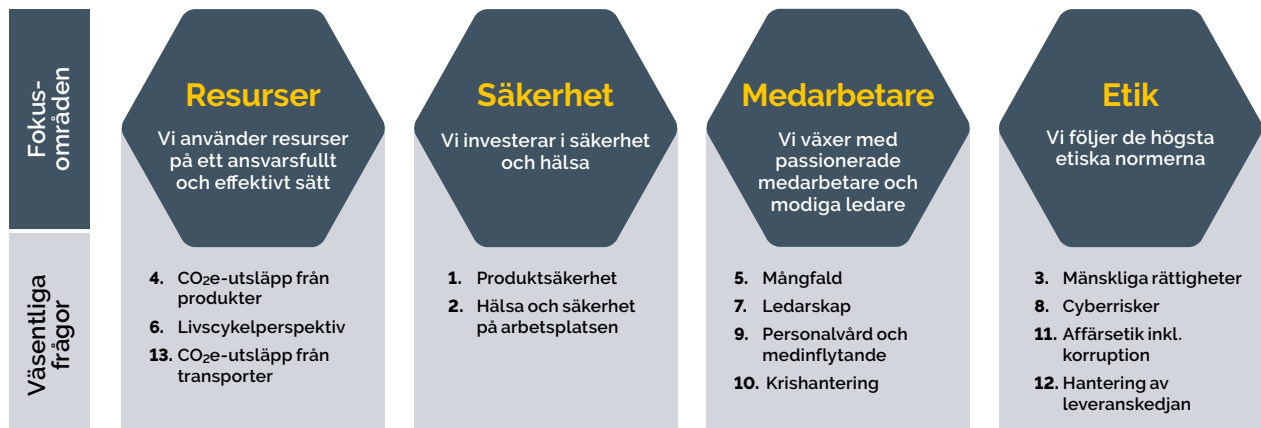 Fokus-
områden
Resurser
Vi använder resurser
på ett ansvarsfullt
och effektivt sätt
Säkerhet
Vi investerar i säkerhet
och hälsa
Medarbetare
Vi växer med
passionerade
medarbetare och
modiga ledare
Etik
Vi följer de högsta
etiska normerna
Väsentliga
frågor
4. CO2e-utsläpp från
produkter
6. Livscykelperspektiv
13. CO2e-utsläpp från
transporter
1. Produktsäkerhet
2. Hälsa och säkerhet
på arbetsplatsen
5. Mångfald
7. Ledarskap
9. Personalvård och
medinflytande
10. Krishantering
3. Mänskliga rättigheter
8. Cyberrisker
11. Affärsetik inkl.
korruption
12. Hantering av
leveranskedjan